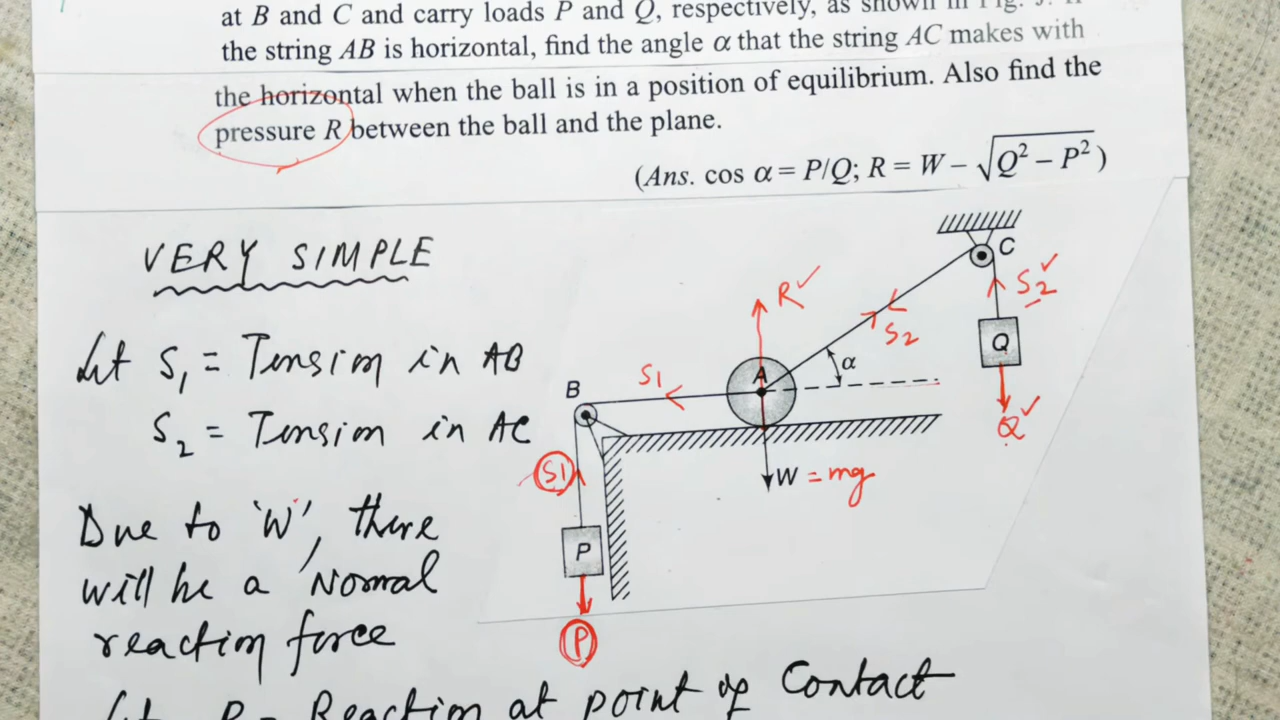 at B and C and carry loads P and Q, respectively, as shown in Fig.
the string AB is horizontal, find the angle α that the string AC makes with
the horizontal when the ball is in a position of equilibrium. Also find the
pressure R between the ball and the plane.
(Ans. cos α = P/Q; R = W − √Q² − P²)
VERY SIMPLE
Let S₁ = Tension in AB
S₂ = Tension in AC
Due to 'W', there
will be a Normal
reaction force
Let R = Reaction at point of Contact
C
R
S₂
S₂
Q
Q
A
α
S1
B
S1
W = mg
P
P